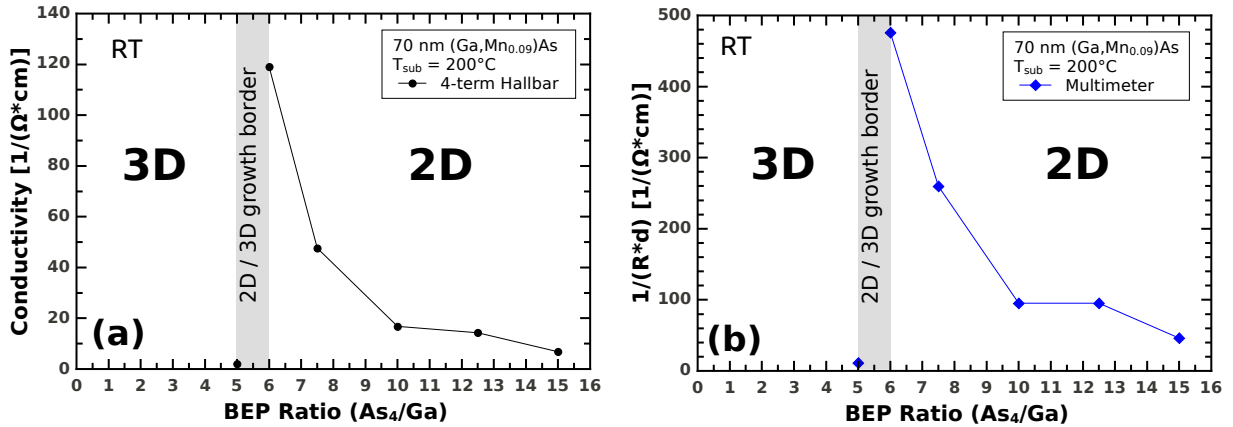 140
120
100
80
60
40
20
0
Conductivity [1/(Ω*cm)]
RT
70 nm (Ga,Mn₀.₀₉)As
T_sub = 200°C
4-term Hallbar
3D
2D / 3D growth border
2D
(a)
0 1 2 3 4 5 6 7 8 9 10 11 12 13 14 15 16
BEP Ratio (As₄/Ga)
500
400
300
200
100
0
1/(R*d) [1/(Ω*cm)]
RT
70 nm (Ga,Mn₀.₀₉)As
T_sub = 200°C
Multimeter
3D
2D / 3D growth border
2D
(b)
0 1 2 3 4 5 6 7 8 9 10 11 12 13 14 15 16
BEP Ratio (As₄/Ga)